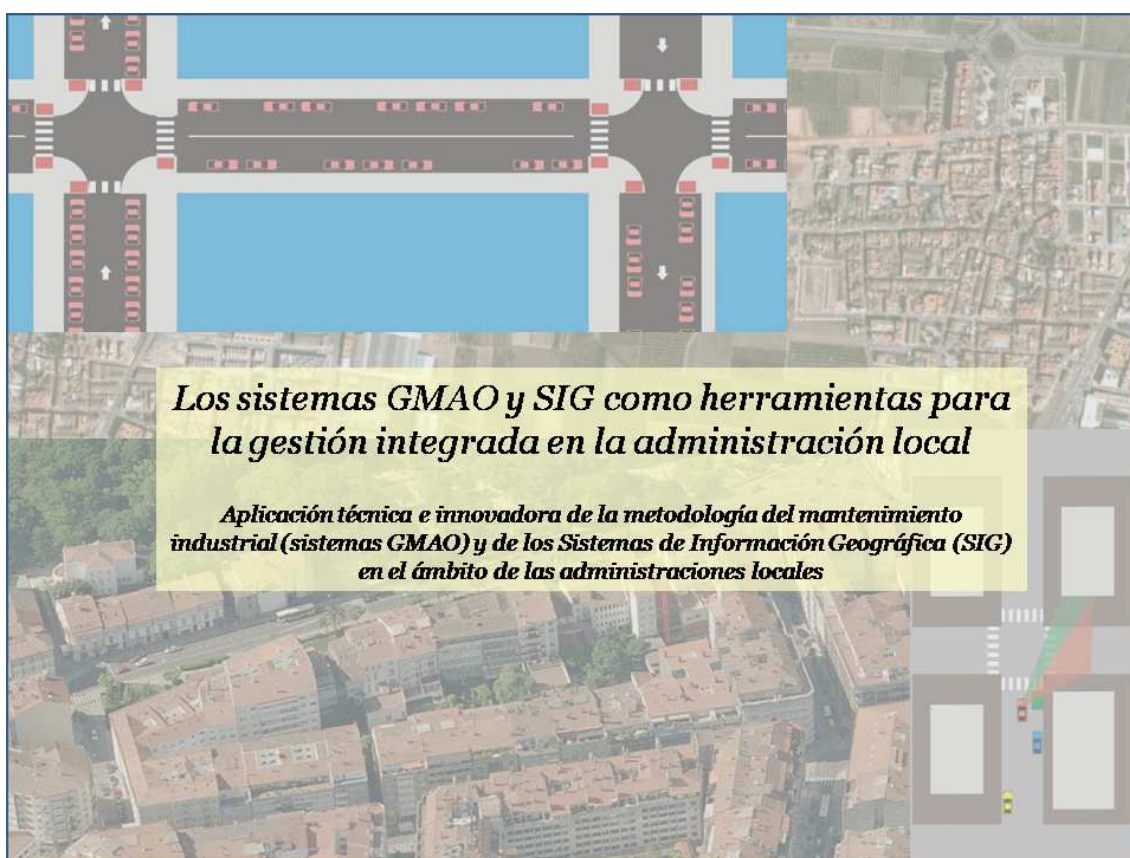 Los sistemas GMAO y SIG como herramientas para
la gestión integrada en la administración local
Aplicación técnica e innovadora de la metodología del mantenimiento
industrial (sistemas GMAO) y de los Sistemas de Información Geográfica (SIG)
en el ámbito de las administraciones locales